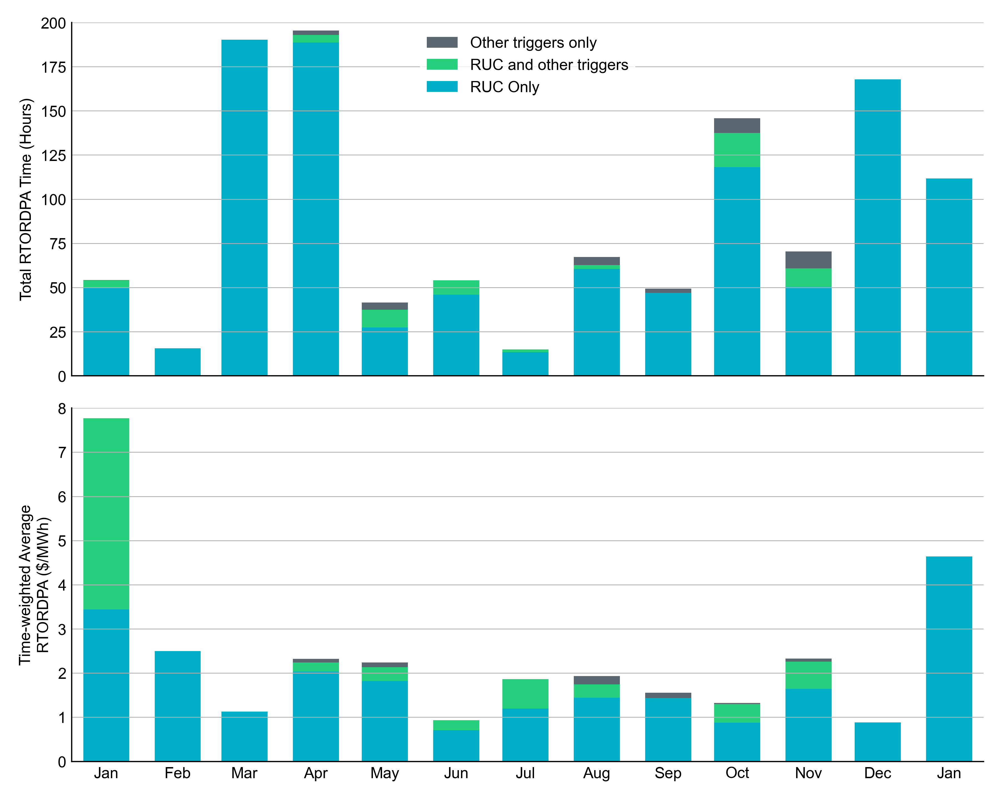 200
175
150
125
100
75
50
25
0
Total RTORDPA Time (Hours)
Other triggers only
RUC and other triggers
RUC Only
8
7
6
5
4
3
2
1
0
Time-weighted Average
RTORDPA ($/MWh)
Jan Feb Mar Apr May Jun Jul Aug Sep Oct Nov Dec Jan